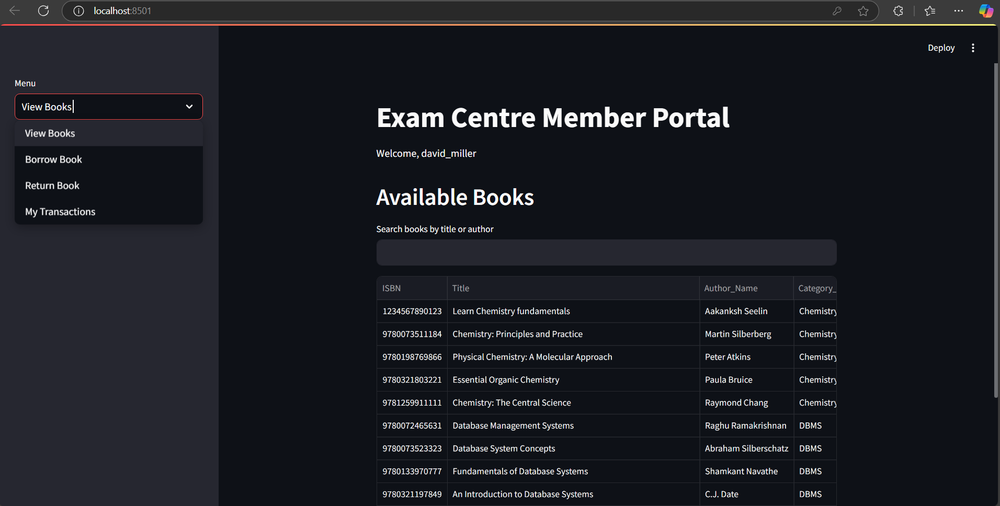 localhost:8501
Deploy
Menu
View Books
View Books
Borrow Book
Return Book
My Transactions
Exam Centre Member Portal
Welcome, david_miller
Available Books
Search books by title or author
ISBN Title Author_Name Category_
1234567890123 Learn Chemistry fundamentals Aakanksh Seelin Chemistry
9780073511184 Chemistry: Principles and Practice Martin Silberberg Chemistry
9780198769866 Physical Chemistry: A Molecular Approach Peter Atkins Chemistry
9780321803221 Essential Organic Chemistry Paula Bruice Chemistry
9781259911111 Chemistry: The Central Science Raymond Chang Chemistry
9780072465631 Database Management Systems Raghu Ramakrishnan DBMS
9780073523323 Database System Concepts Abraham Silberschatz DBMS
9780133970777 Fundamentals of Database Systems Shamkant Navathe DBMS
9780321197849 An Introduction to Database Systems C.J. Date DBMS